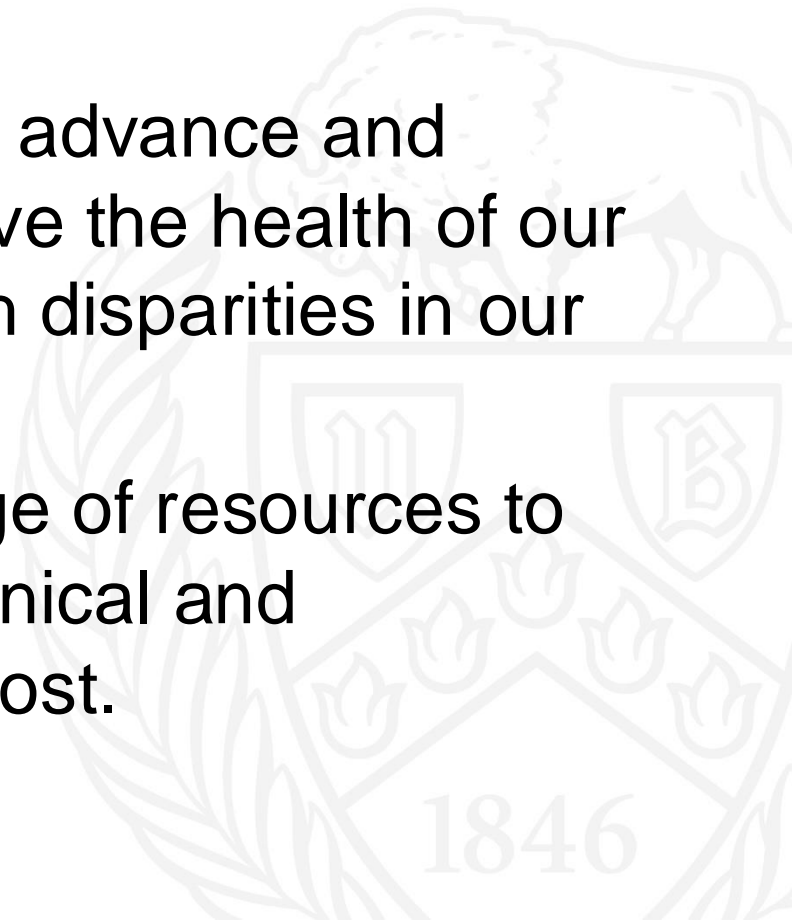 advance and
ve the health of our
n disparities in our
ge of resources to
nical and
ost.
U B
1846